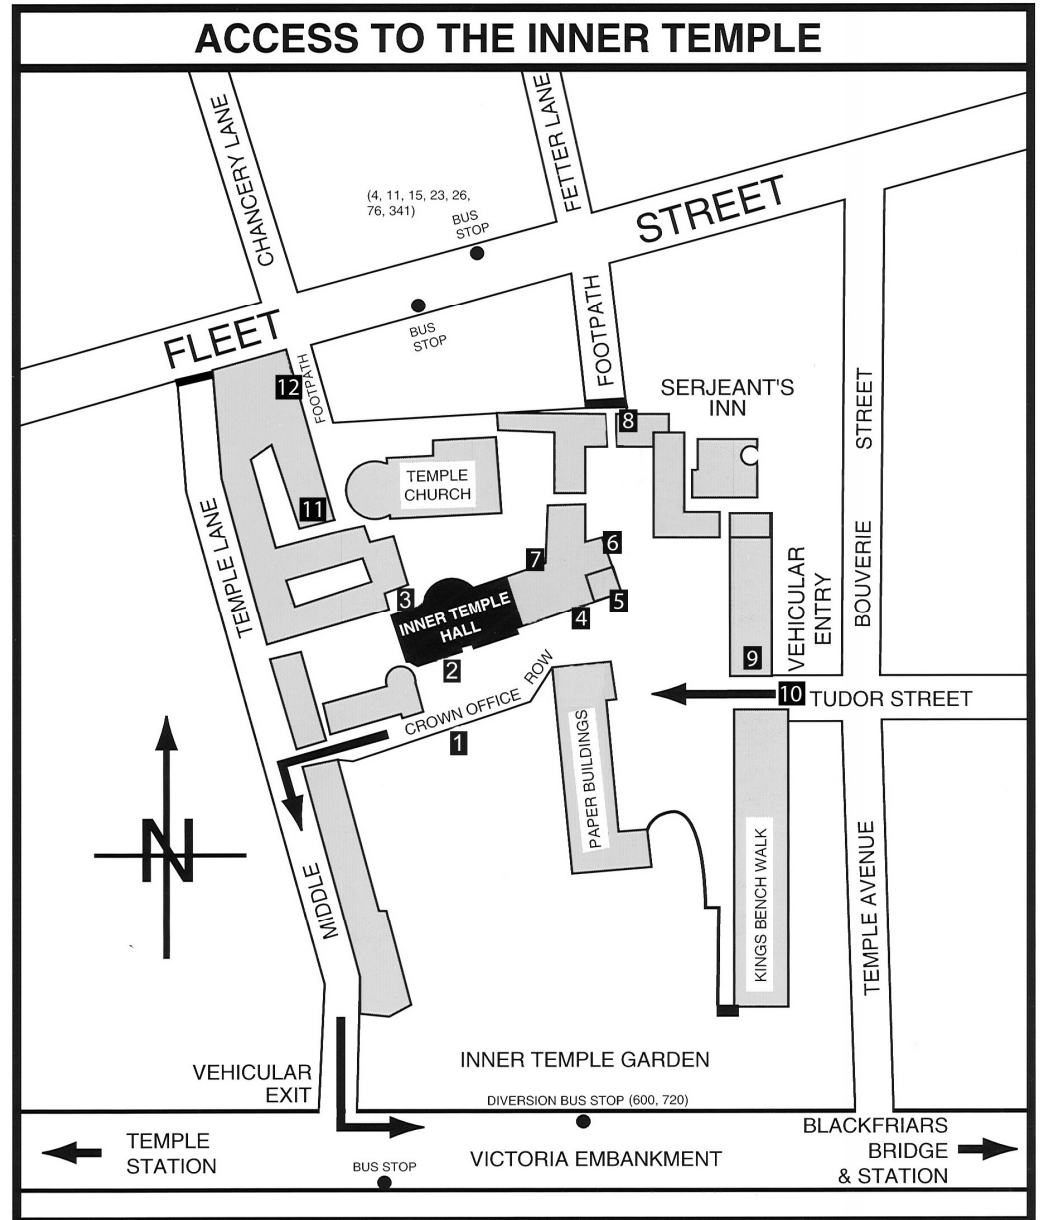 ACCESS TO THE INNER TEMPLE
CHANCERY LANE
FETTER LANE
(4, 11, 15, 23, 26,
76, 341)
BUS
STOP
STREET
FLEET
BUS
STOP
FOOTPATH
FOOTPATH
12
SERJEANT'S
INN
8
STREET
TEMPLE
CHURCH
11
TEMPLE LANE
7
6
BOUVERIE
VEHICULAR
ENTRY
3
INNER TEMPLE
HALL
5
4
2
9
CROWN OFFICE ROW
10
TUDOR STREET
1
PAPER BUILDINGS
N
MIDDLE
KINGS BENCH WALK
TEMPLE AVENUE
INNER TEMPLE GARDEN
VEHICULAR
EXIT
DIVERSION BUS STOP (600, 720)
TEMPLE
STATION
BUS STOP
VICTORIA EMBANKMENT
BLACKFRIARS
BRIDGE
& STATION